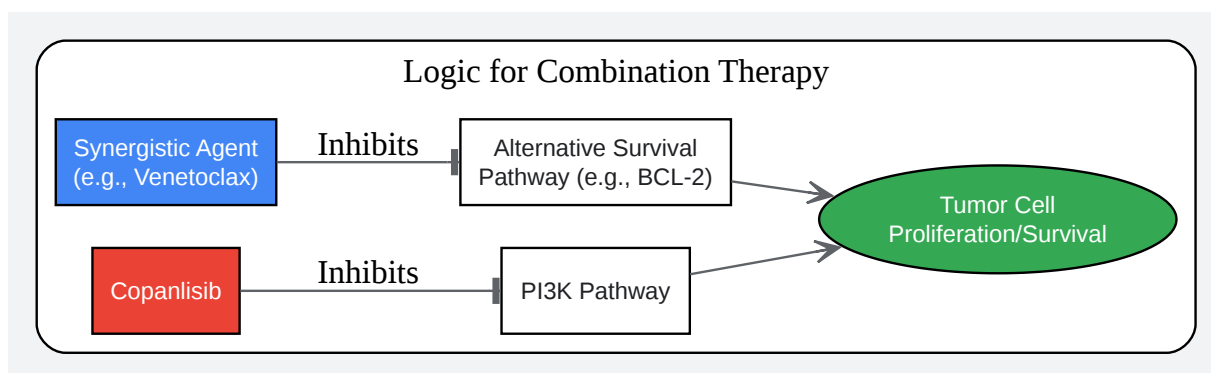 Logic for Combination Therapy
Synergistic Agent
(e.g., Venetoclax)
Inhibits
Alternative Survival
Pathway (e.g., BCL-2)
Tumor Cell
Proliferation/Survival
Copanlisib
Inhibits
PI3K Pathway